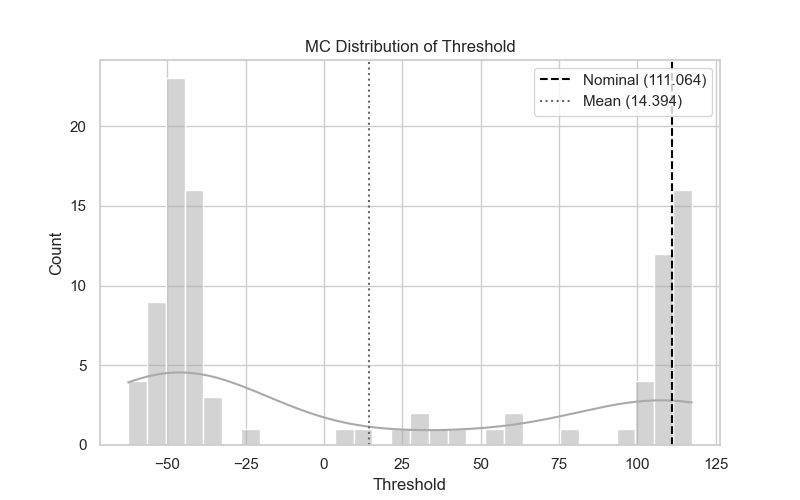 MC Distribution of Threshold
Nominal (111.064)
Mean (14.394)
Count
20
15
10
5
0
−50
−25
0
25
50
75
100
125
Threshold